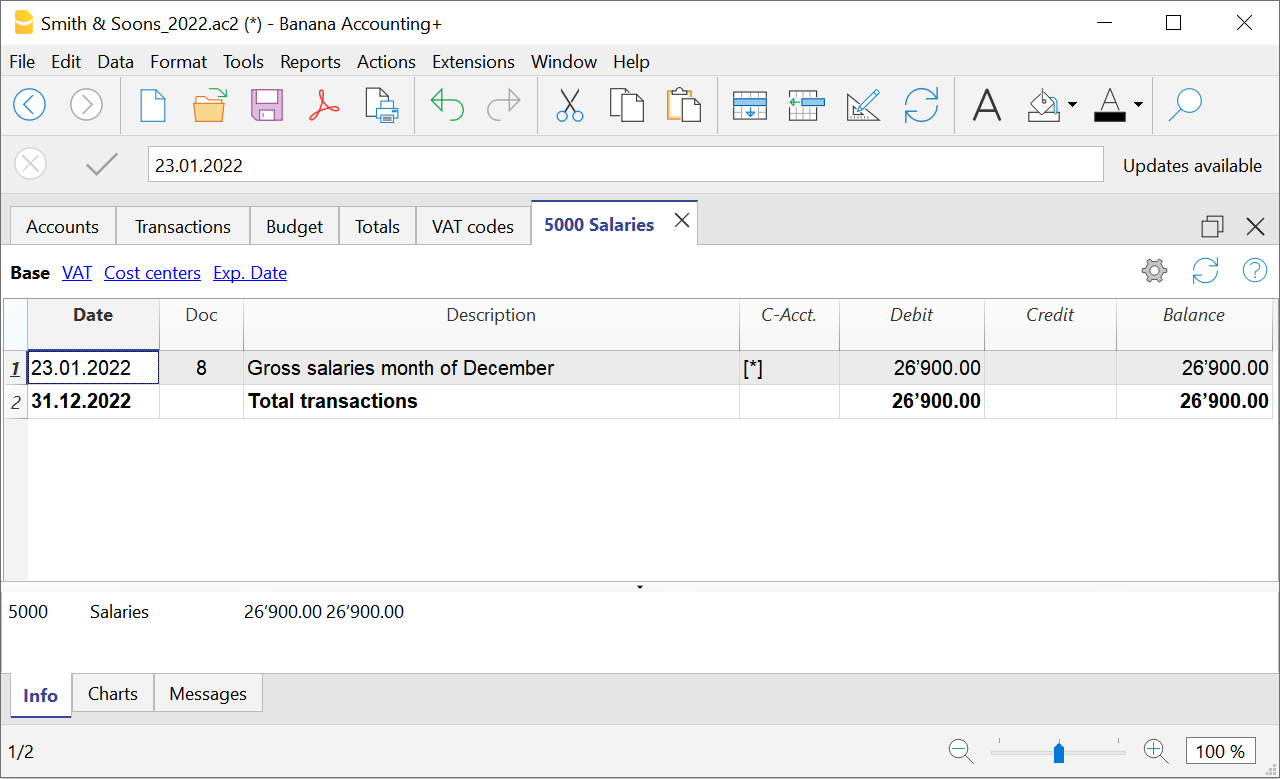 Smith & Soons_2022.ac2 (*) - Banana Accounting+
File Edit Data Format Tools Reports Actions Extensions Window Help
23.01.2022 Updates available
Accounts Transactions Budget Totals VAT codes 5000 Salaries
Base VAT Cost centers Exp. Date
Date Doc Description C-Acct. Debit Credit Balance
1 23.01.2022 8 Gross salaries month of December [*] 26’900.00 26’900.00
2 31.12.2022 Total transactions 26’900.00 26’900.00
5000 Salaries 26’900.00 26’900.00
Info Charts Messages
1/2 100 %